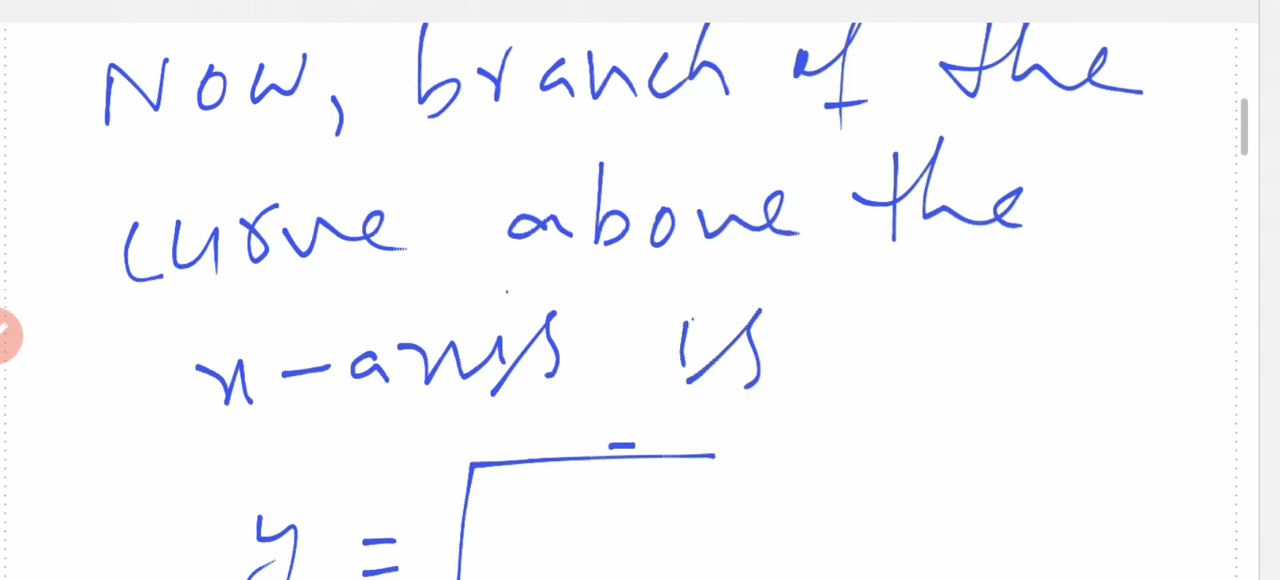 Now, branch of the
curve above the
x-axis is
y = √